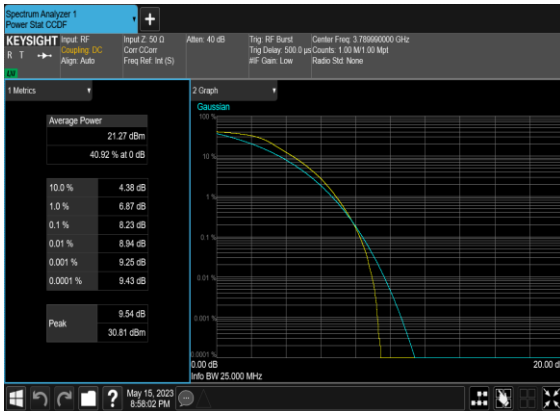 Spectrum Analyzer 1
Power Stat CCDF
+
KEYSIGHT
R T
LM
Input: RF
Coupling: DC
Align: Auto
Input Z: 50 Ω
Corr CCorr
Freq Ref: Int (S)
Atten: 40 dB
Trig: RF Burst
Trig Delay: 500.0 µs
#IF Gain: Low
Center Freq: 3.789990000 GHz
Counts: 1.00 M/1.00 Mpt
Radio Std: None
1 Metrics
Average Power
21.27 dBm
40.92 % at 0 dB
10.0 % 4.38 dB
1.0 % 6.87 dB
0.1 % 8.23 dB
0.01 % 8.94 dB
0.001 % 9.25 dB
0.0001 % 9.43 dB
Peak
9.54 dB
30.81 dBm
2 Graph
Gaussian
100 %
10 %
1 %
0.1 %
0.01 %
0.001 %
0.0001 %
0.00 dB
20.00 d
Info BW 25.000 MHz
?
May 15, 2023
8:58:02 PM